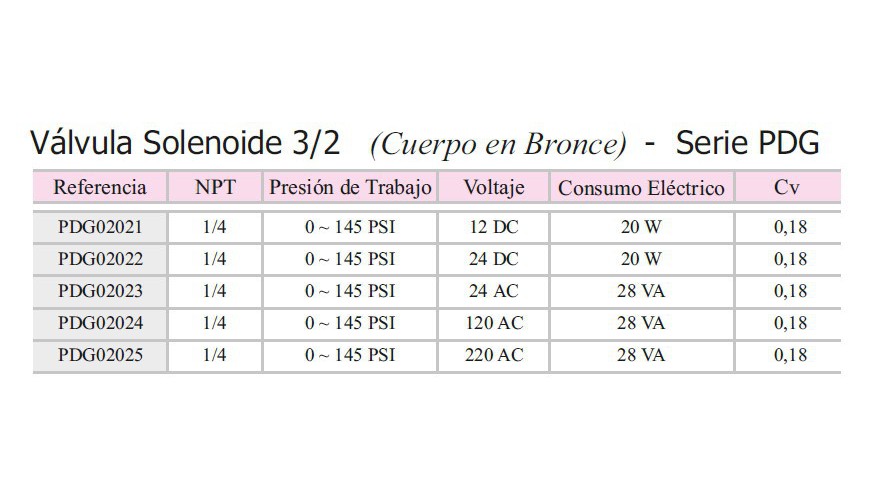 Válvula Solenoide 3/2 (Cuerpo en Bronce) - Serie PDG
Referencia NPT Presión de Trabajo Voltaje Consumo Eléctrico Cv
PDG02021 1/4 0 ~ 145 PSI 12 DC 20 W 0,18
PDG02022 1/4 0 ~ 145 PSI 24 DC 20 W 0,18
PDG02023 1/4 0 ~ 145 PSI 24 AC 28 VA 0,18
PDG02024 1/4 0 ~ 145 PSI 120 AC 28 VA 0,18
PDG02025 1/4 0 ~ 145 PSI 220 AC 28 VA 0,18